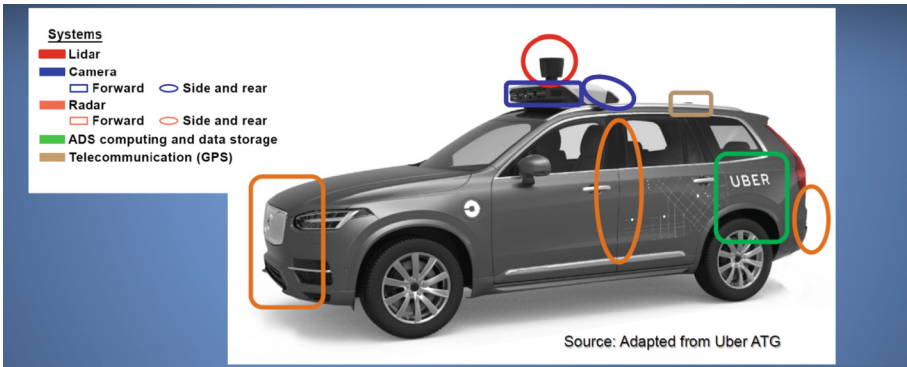 Systems
Lidar
Camera
Forward Side and rear
Radar
Forward Side and rear
ADS computing and data storage
Telecommunication (GPS)
UBER
Source: Adapted from Uber ATG